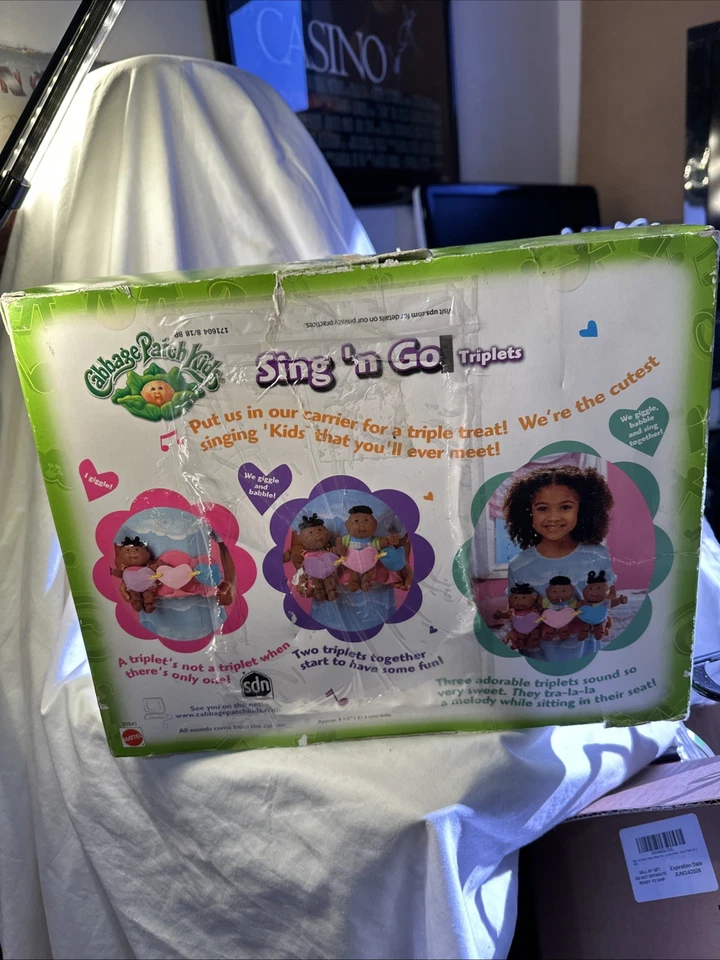 CASINO
Visit ups.com for details on our privacy practices.
171604 8/18 BP
Cabbage Patch Kids
Sing 'n Go! Triplets
Put us in our carrier for a triple treat! We're the cutest
singing 'Kids that you'll ever meet!
I giggle!
We giggle
and
babble!
We giggle,
babble
and sing
together!
A triplet's not a triplet when
there's only one!
Two triplets together
start to have some fun!
Three adorable triplets sound so
very sweet. They tra-la-la
a melody while sitting in their seat!
sdn
See you on the net!
www.cabbagepatchkids.com
MATTEL
All sounds come from the
Expiration Date